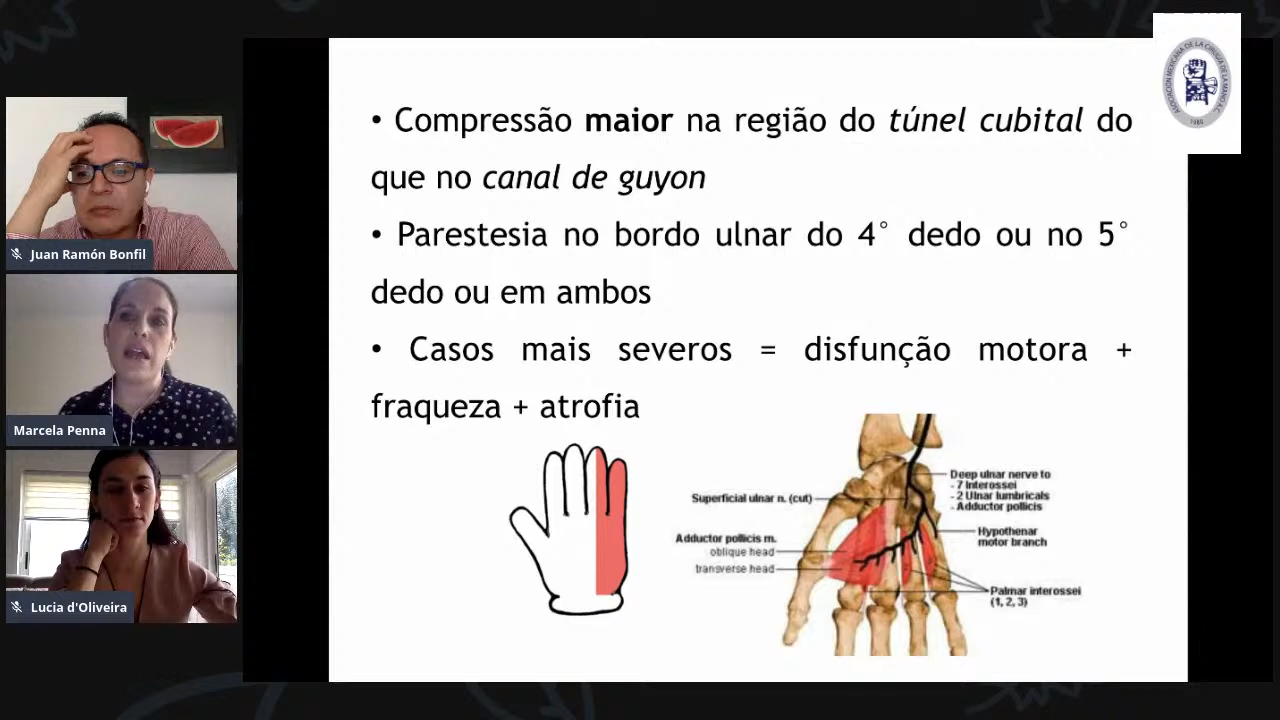 • Compressão maior na região do túnel cubital do
que no canal de guyon
• Parestesia no bordo ulnar do 4° dedo ou no 5°
dedo ou em ambos
• Casos mais severos = disfunção motora +
fraqueza + atrofia
Superficial ulnar n. (cut)
Adductor pollicis m.
oblique head
transverse head
Deep ulnar nerve to
- 7 Interossei
- 2 Ulnar lumbricals
- Adductor pollicis
Hypothenar
motor branch
Palmar interossei
(1, 2, 3)
Juan Ramón Bonfil
Marcela Penna
Lucia d'Oliveira